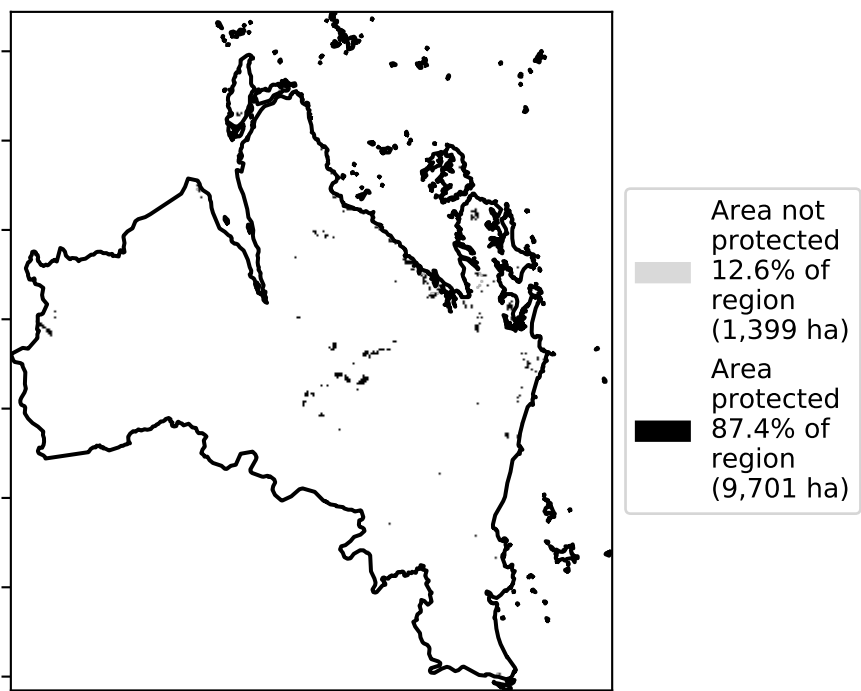 Area not
protected
12.6% of
region
(1,399 ha)
Area
protected
87.4% of
region
(9,701 ha)